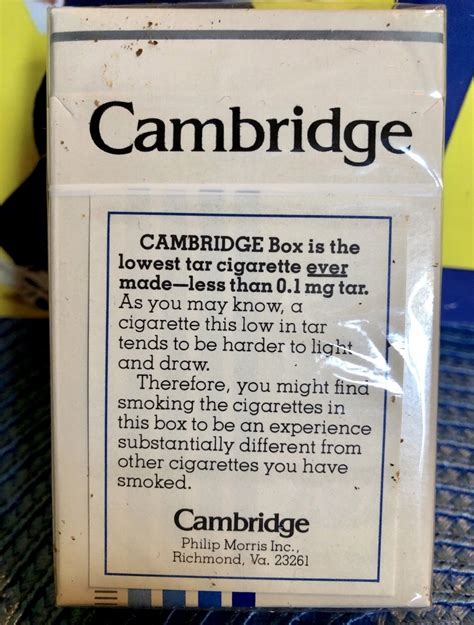 Cambridge
CAMBRIDGE Box is the
lowest tar cigarette ever
made—less than 0.1 mg tar.
As you may know, a
cigarette this low in tar
tends to be harder to light
and draw.
Therefore, you might find
smoking the cigarettes in
this box to be an experience
substantially different from
other cigarettes you have
smoked.
Cambridge
Philip Morris Inc.,
Richmond, Va. 23261